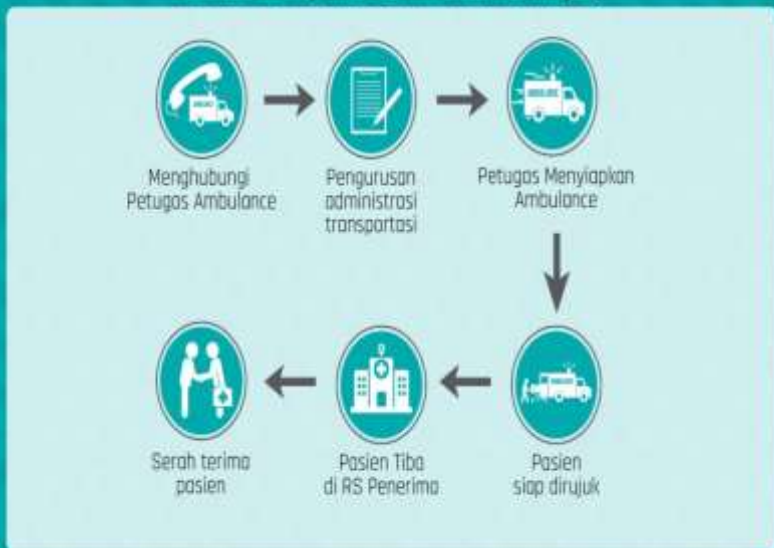 Menghubungi
Petugas Ambulance
Pengurusan
administrasi
transportasi
Petugas Menyiapkan
Ambulance
Serah terima
pasien
Pasien Tiba
di RS Penerima
Pasien
siap dirujuk